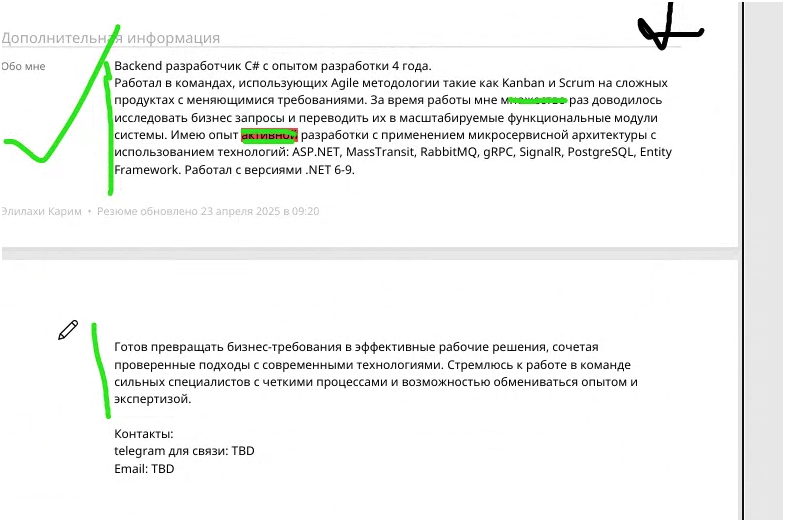 Дополнительная информация
Обо мне
Backend разработчик C# с опытом разработки 4 года.
Работал в командах, использующих Agile методологии такие как Kanban и Scrum на сложных
продуктах с меняющимися требованиями. За время работы мне раз доводилось
исследовать бизнес запросы и переводить их в масштабируемые функциональные модули
системы. Имею опыт активной разработки с применением микросервисной архитектуры с
использованием технологий: ASP.NET, MassTransit, RabbitMQ, gRPC, SignalR, PostgreSQL, Entity
Framework. Работал с версиями .NET 6-9.
Элилахи Карим • Резюме обновлено 23 апреля 2025 в 09:20
Готов превращать бизнес-требования в эффективные рабочие решения, сочетая
проверенные подходы с современными технологиями. Стремлюсь к работе в команде
сильных специалистов с четкими процессами и возможностью обмениваться опытом и
экспертизой.
Контакты:
telegram для связи: TBD
Email: TBD